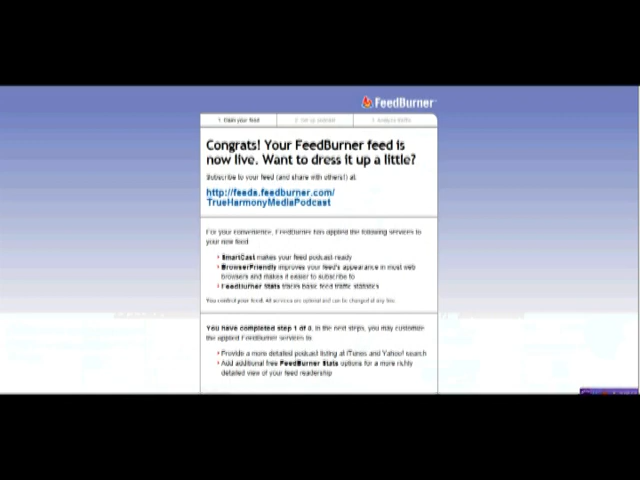 FeedBurner
1 Claim your feed
Congrats! Your FeedBurner feed is
now live. Want to dress it up a little?
Subscribe to your feed (and share with others!) at:
http://feeds.feedburner.com/
TrueHarmonyMediaPodcast
For your convenience, FeedBurner has applied the following services to
your new feed
SmartCast makes your feed podcast ready
BrowserFriendly improves your feed's appearance in most web
browsers and makes it easier to subscribe to
FeedBurner Stats tracks basic feed traffic statistics
You control your feed. All services are optional and can be changed at any time.
You have completed step 1 of 3. In the next steps, you may customize
the applied FeedBurner services to
Provide a more detailed podcast listing at iTunes and Yahoo! search
Add additional free FeedBurner Stats options for a more richly
detailed view of your feed readership